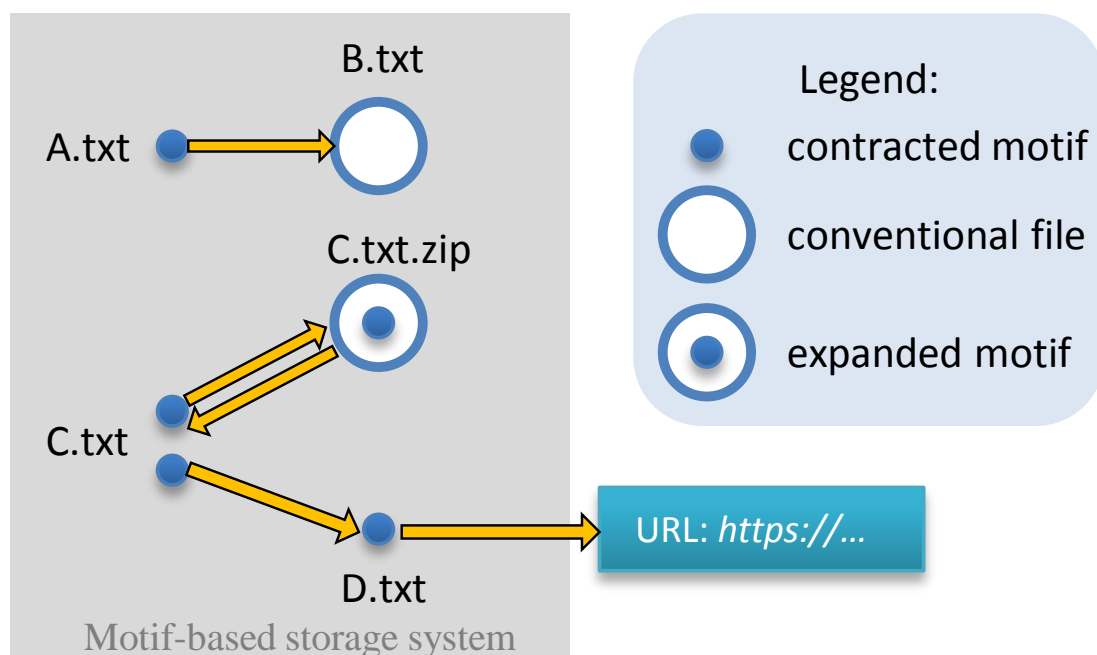 B.txt
A.txt
C.txt.zip
C.txt
D.txt
Motif-based storage system
URL: https://...
Legend:
contracted motif
conventional file
expanded motif